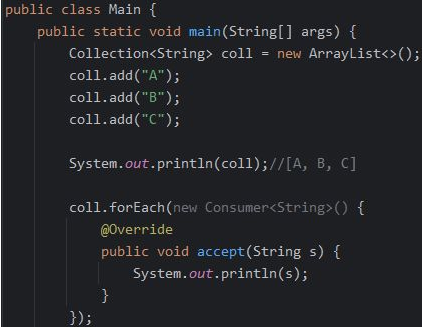 public class Main {
    public static void main(String[] args) {
        Collection<String> coll = new ArrayList<>();
        coll.add("A");
        coll.add("B");
        coll.add("C");

        System.out.println(coll);//[A, B, C]

        coll.forEach(new Consumer<String>() {
            @Override
            public void accept(String s) {
                System.out.println(s);
            }
        });